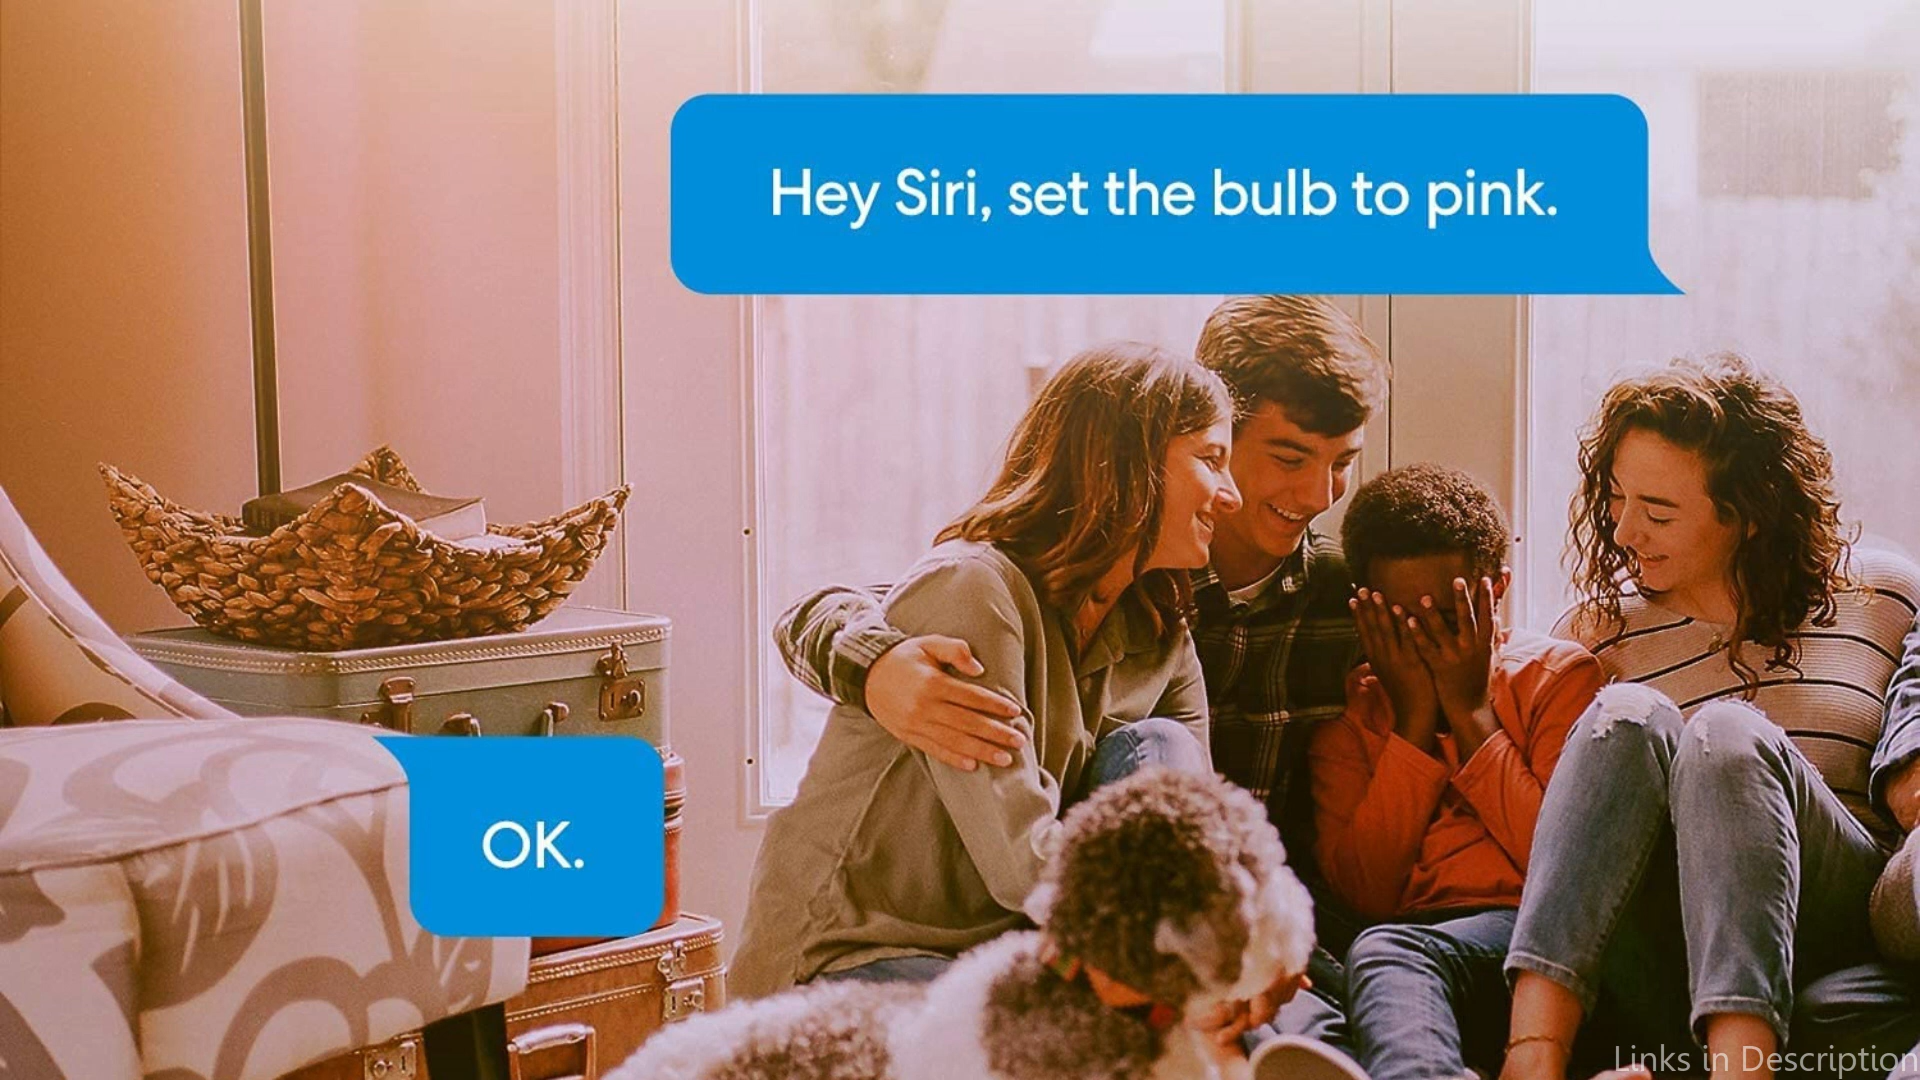 Hey Siri, set the bulb to pink.
OK.
Links in Description